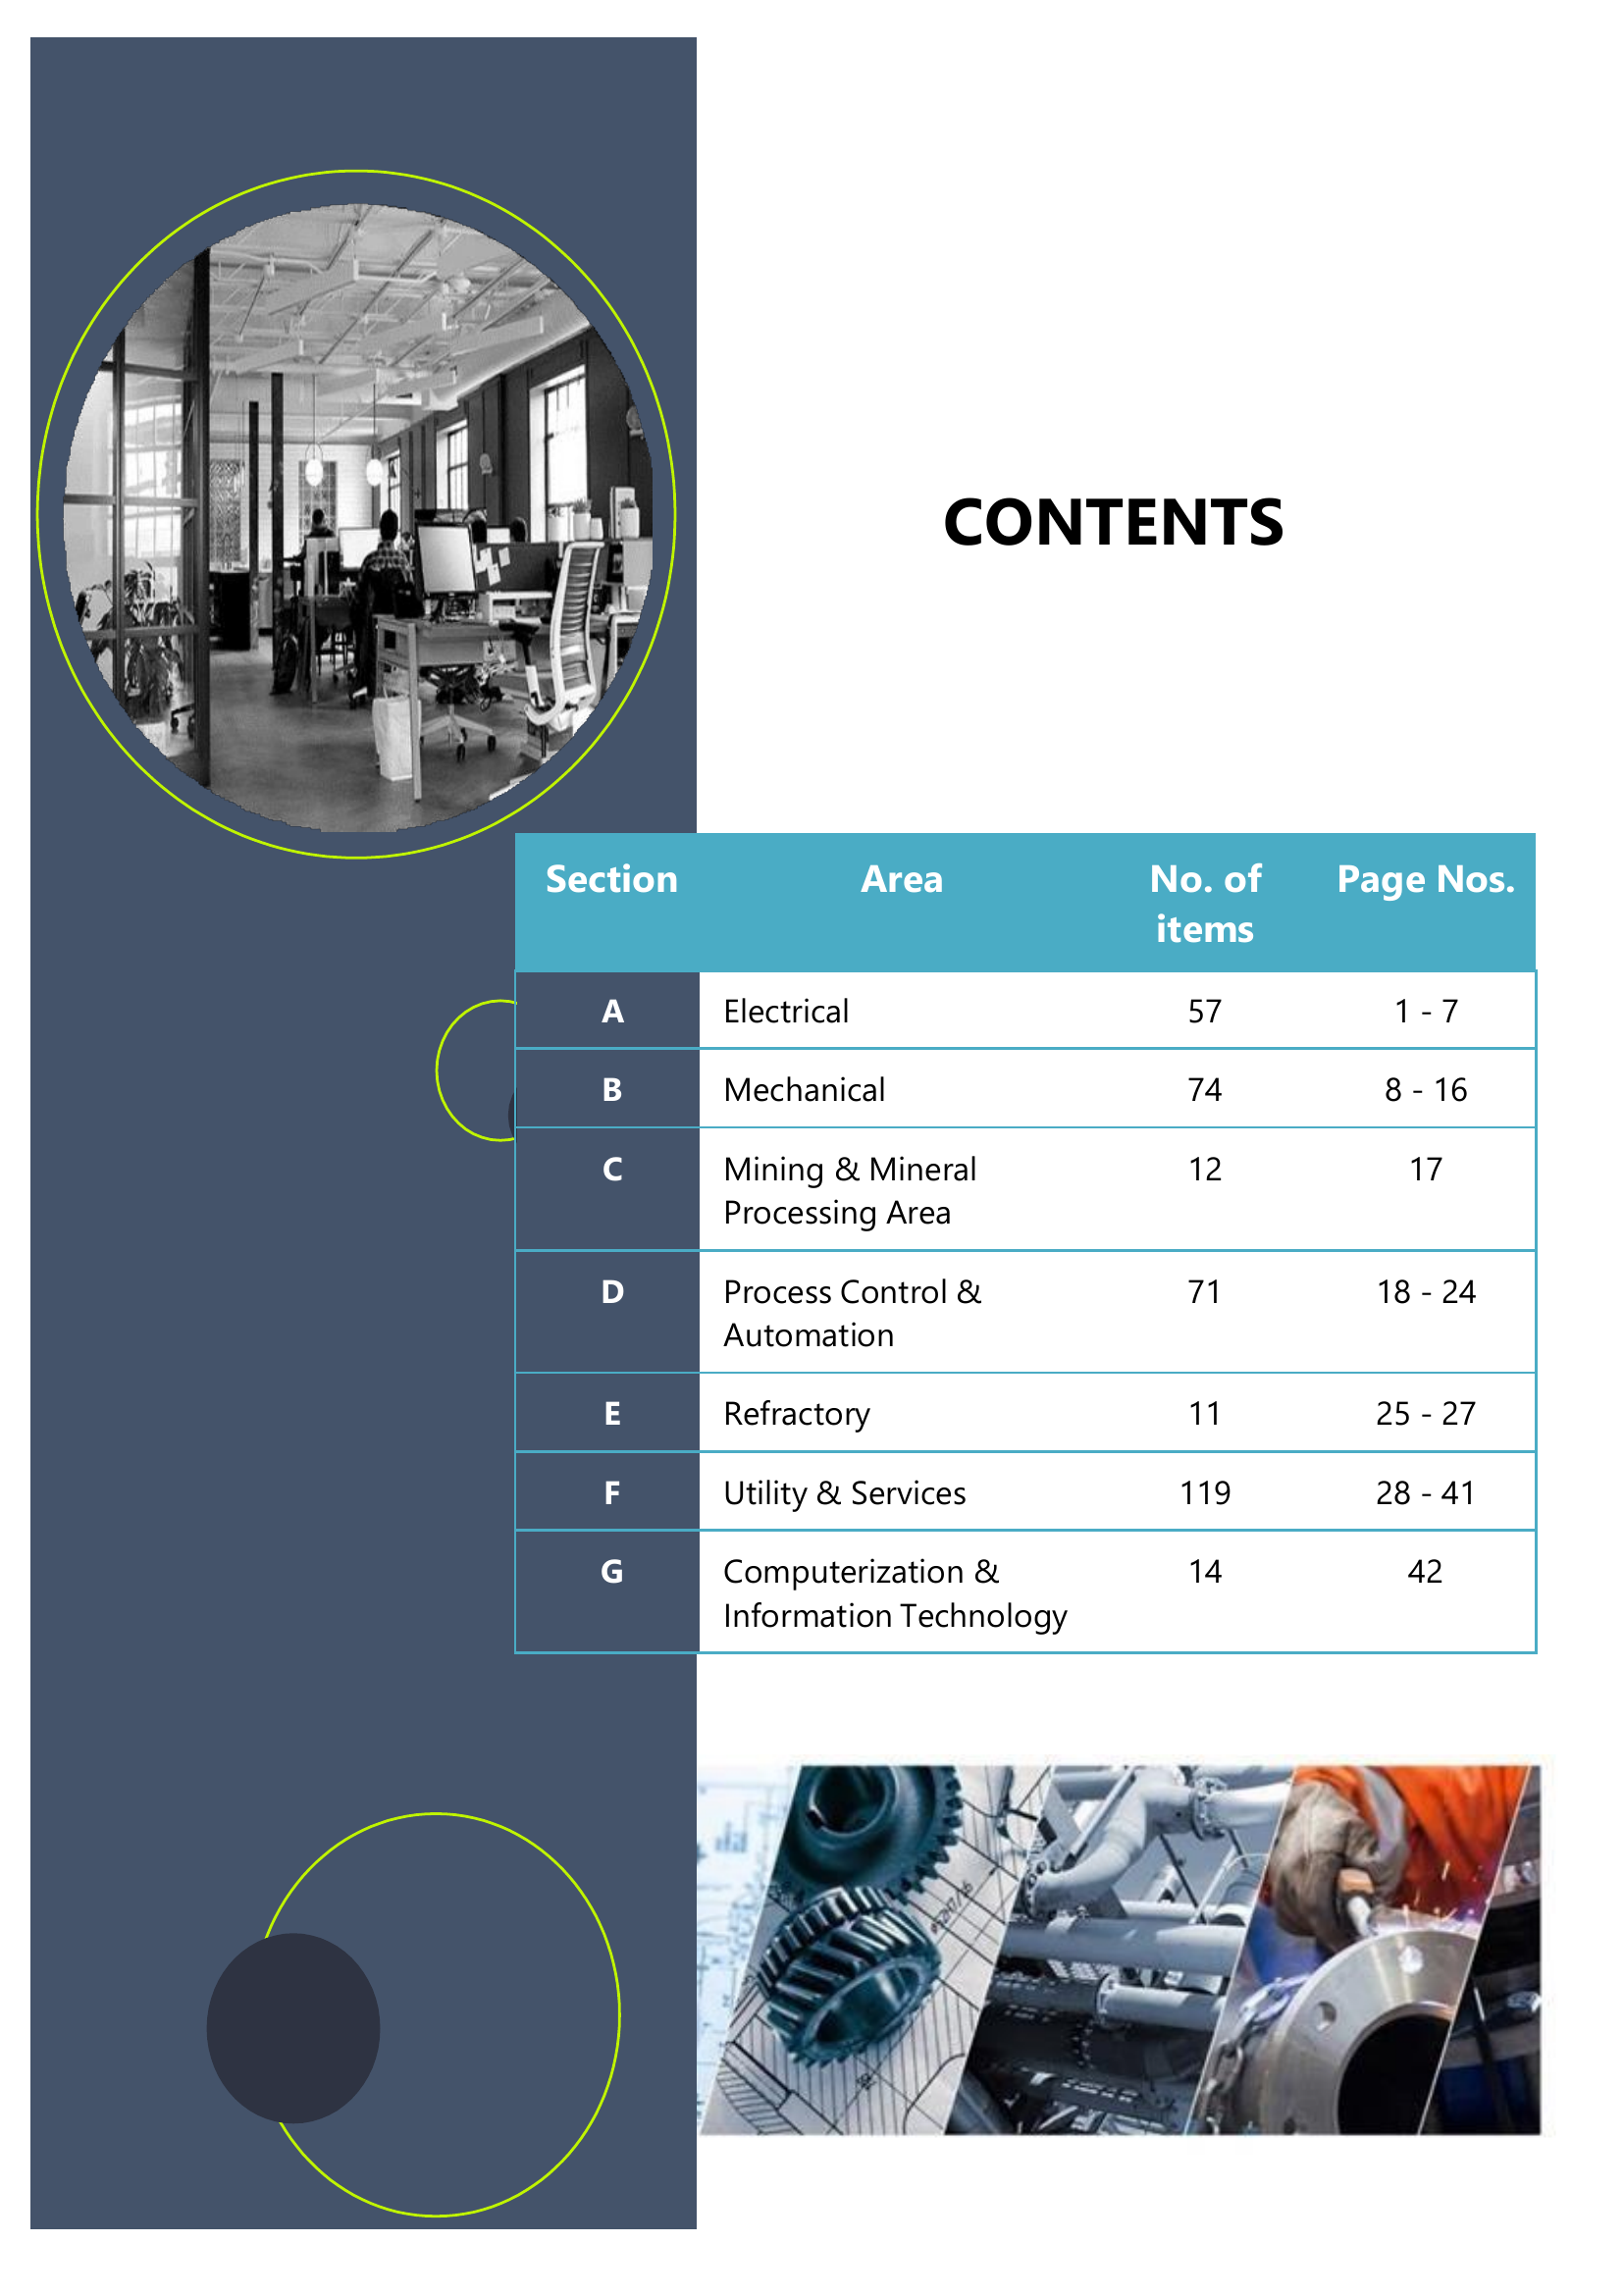 CONTENTS
Section Area No. of items Page Nos.
A Electrical 57 1 - 7
B Mechanical 74 8 - 16
C Mining & Mineral Processing Area 12 17
D Process Control & Automation 71 18 - 24
E Refractory 11 25 - 27
F Utility & Services 119 28 - 41
G Computerization & Information Technology 14 42